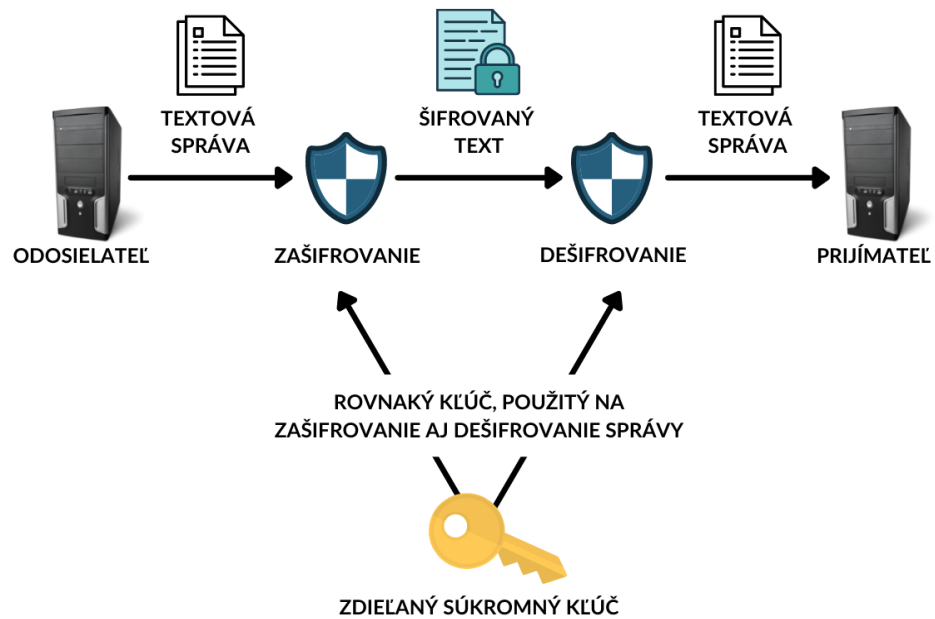 TEXTOVÁ
SPRÁVA
ŠIFROVANÝ
TEXT
TEXTOVÁ
SPRÁVA
ODOSIELATEĽ
ZAŠIFROVANIE
DEŠIFROVANIE
PRIJÍMATEĽ
ROVNAKÝ KĽÚČ, POUŽITÝ NA
ZAŠIFROVANIE AJ DEŠIFROVANIE SPRÁVY
ZDIEĽANÝ SÚKROMNÝ KĽÚČ